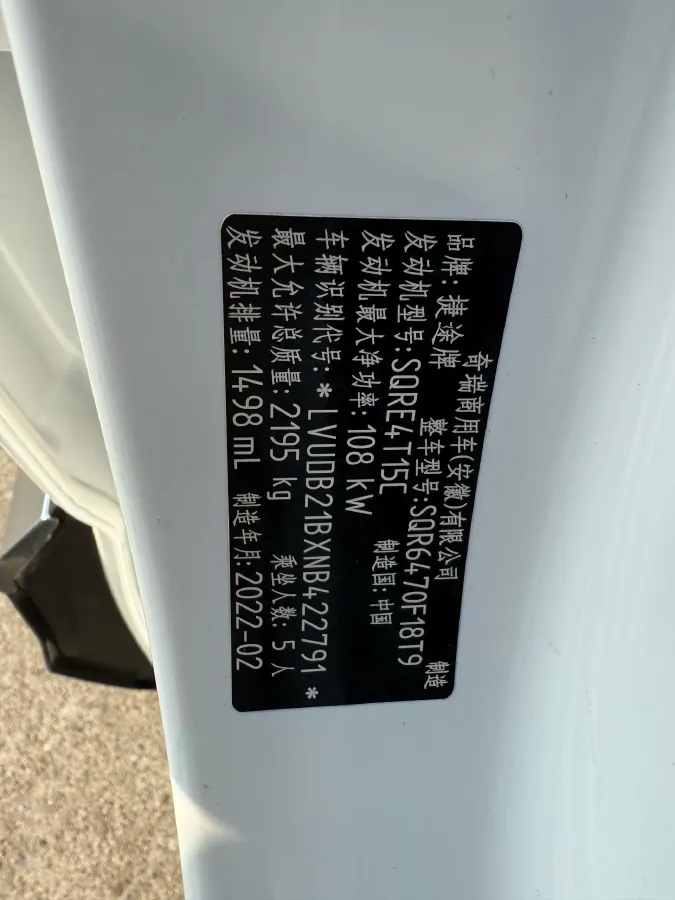 奇瑞商用车(安徽)有限公司 制造
品牌: 捷途牌 整车型号:SQR6470F18T9
发动机型号:SQRE4T15C 制造国:中国
发动机最大净功率:108 kW
车辆识别代号:*LVUDB21BXNB422791*
最大允许总质量:2195 kg 乘坐人数: 5 人
发动机排量:1498 mL 制造年月:2022-02